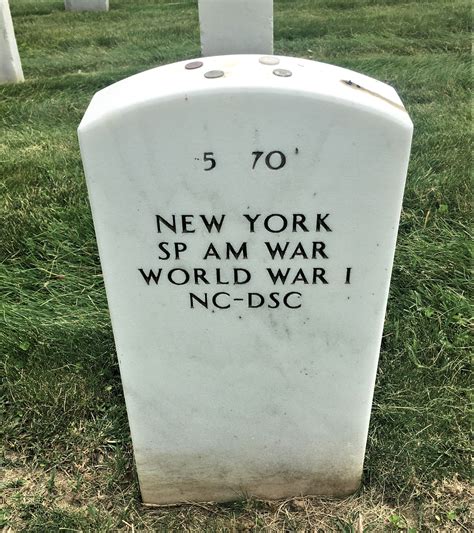 5 70
NEW YORK
SP AM WAR
WORLD WAR I
NC-DSC